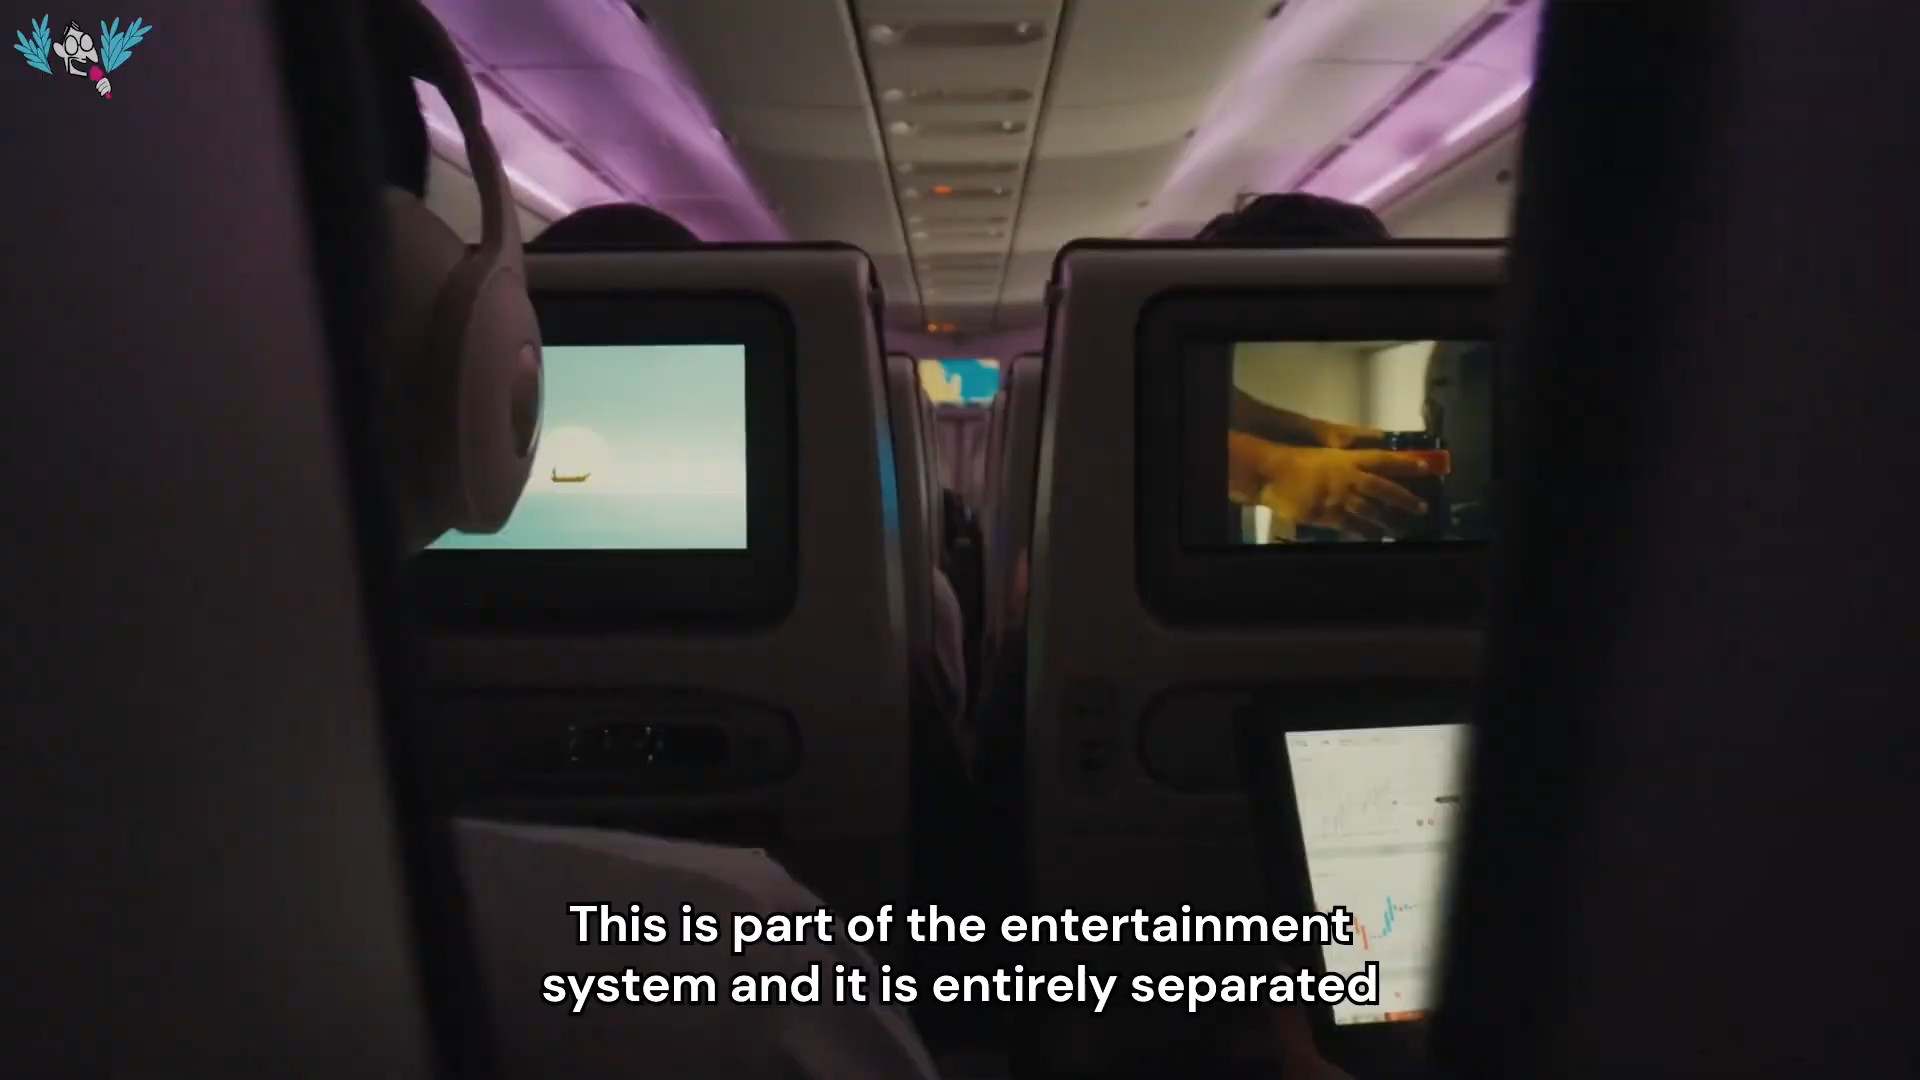 This is part of the entertainment
system and it is entirely separated